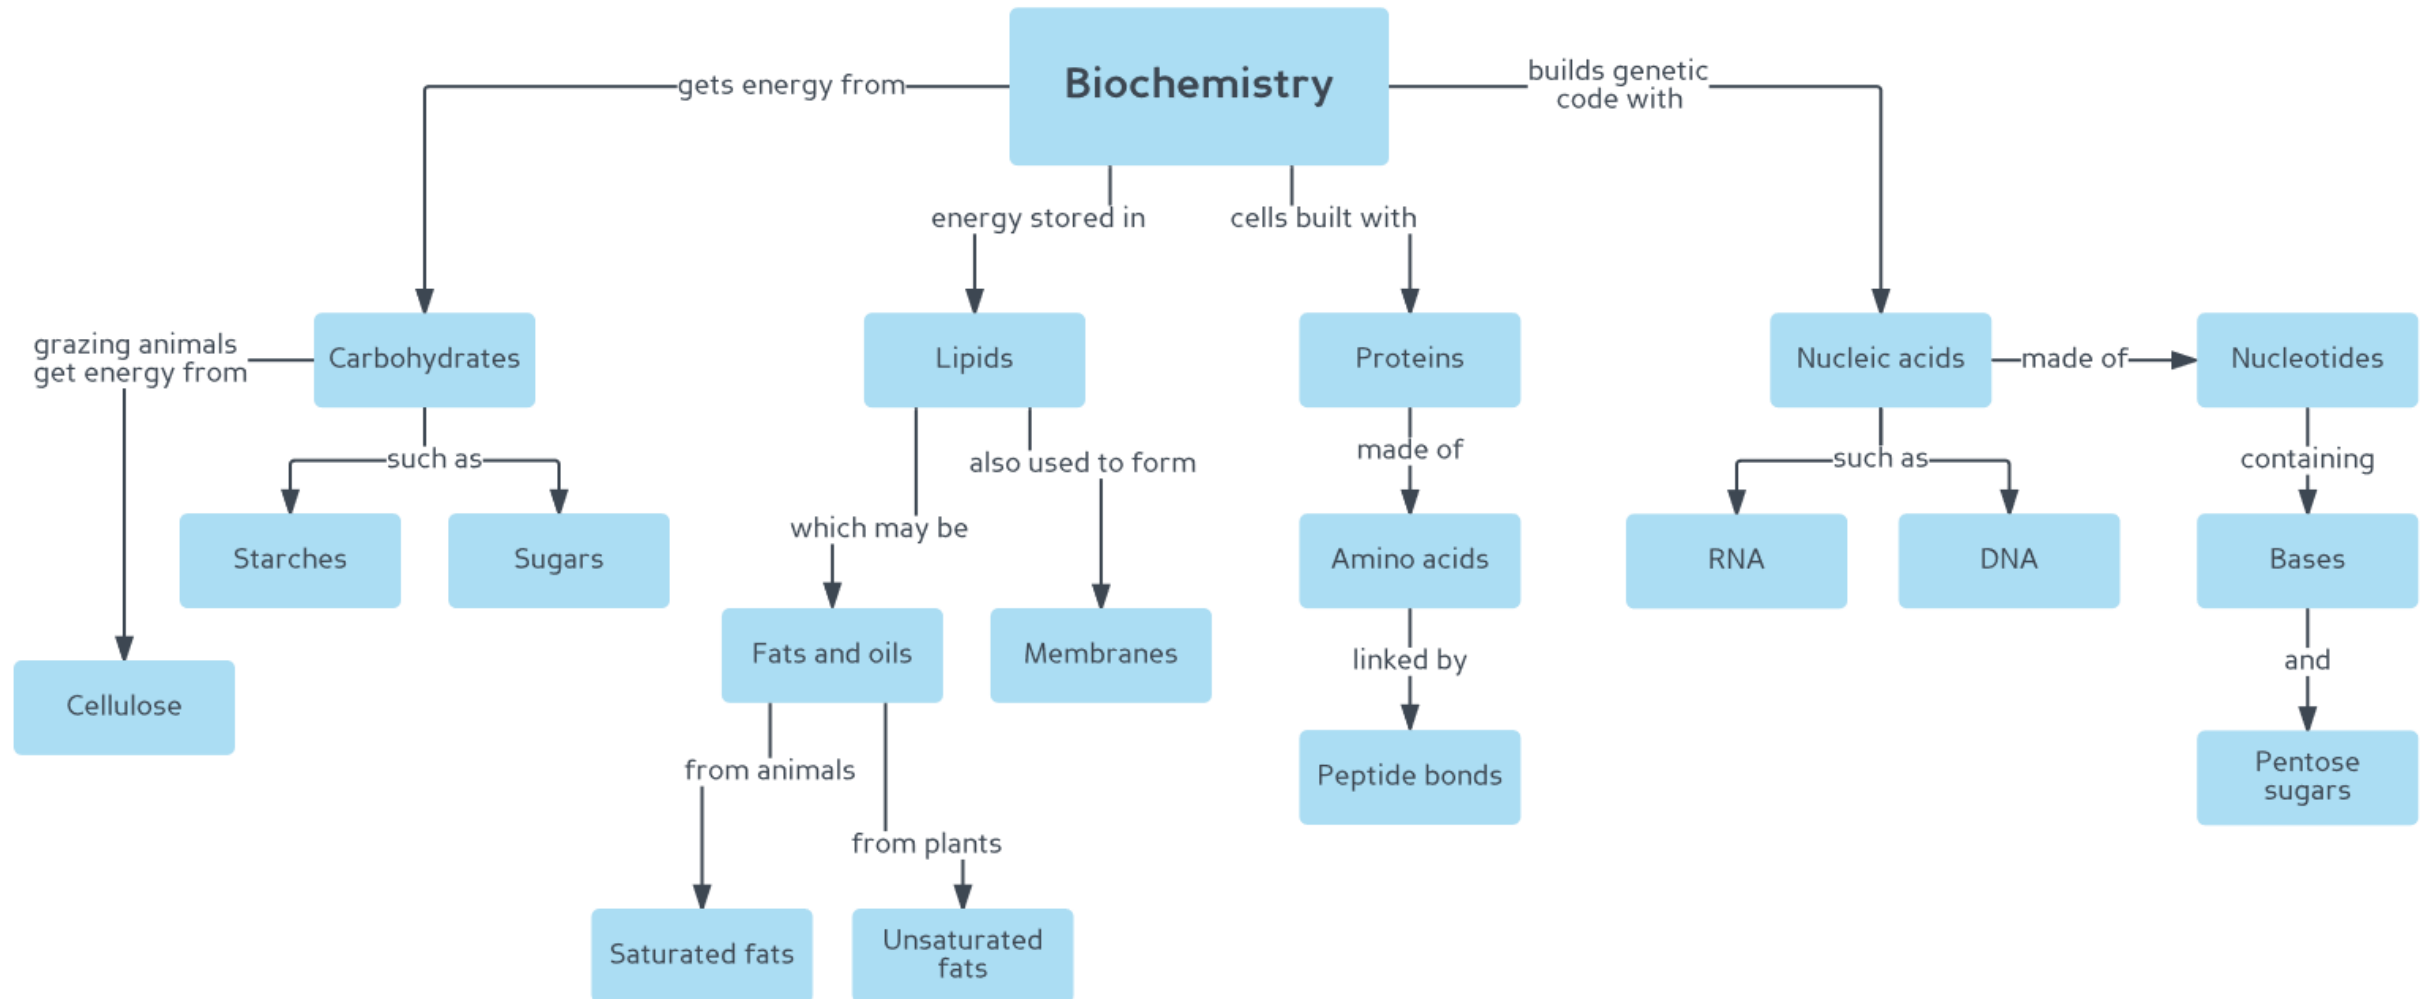 Biochemistry
gets energy from
builds genetic
code with
energy stored in
cells built with
grazing animals
get energy from
Carbohydrates
Lipids
Proteins
Nucleic acids
made of
Nucleotides
such as
also used to form
made of
such as
containing
which may be
Starches
Sugars
Amino acids
RNA
DNA
Bases
Fats and oils
Membranes
linked by
and
Cellulose
from animals
Peptide bonds
Pentose
sugars
from plants
Saturated fats
Unsaturated
fats